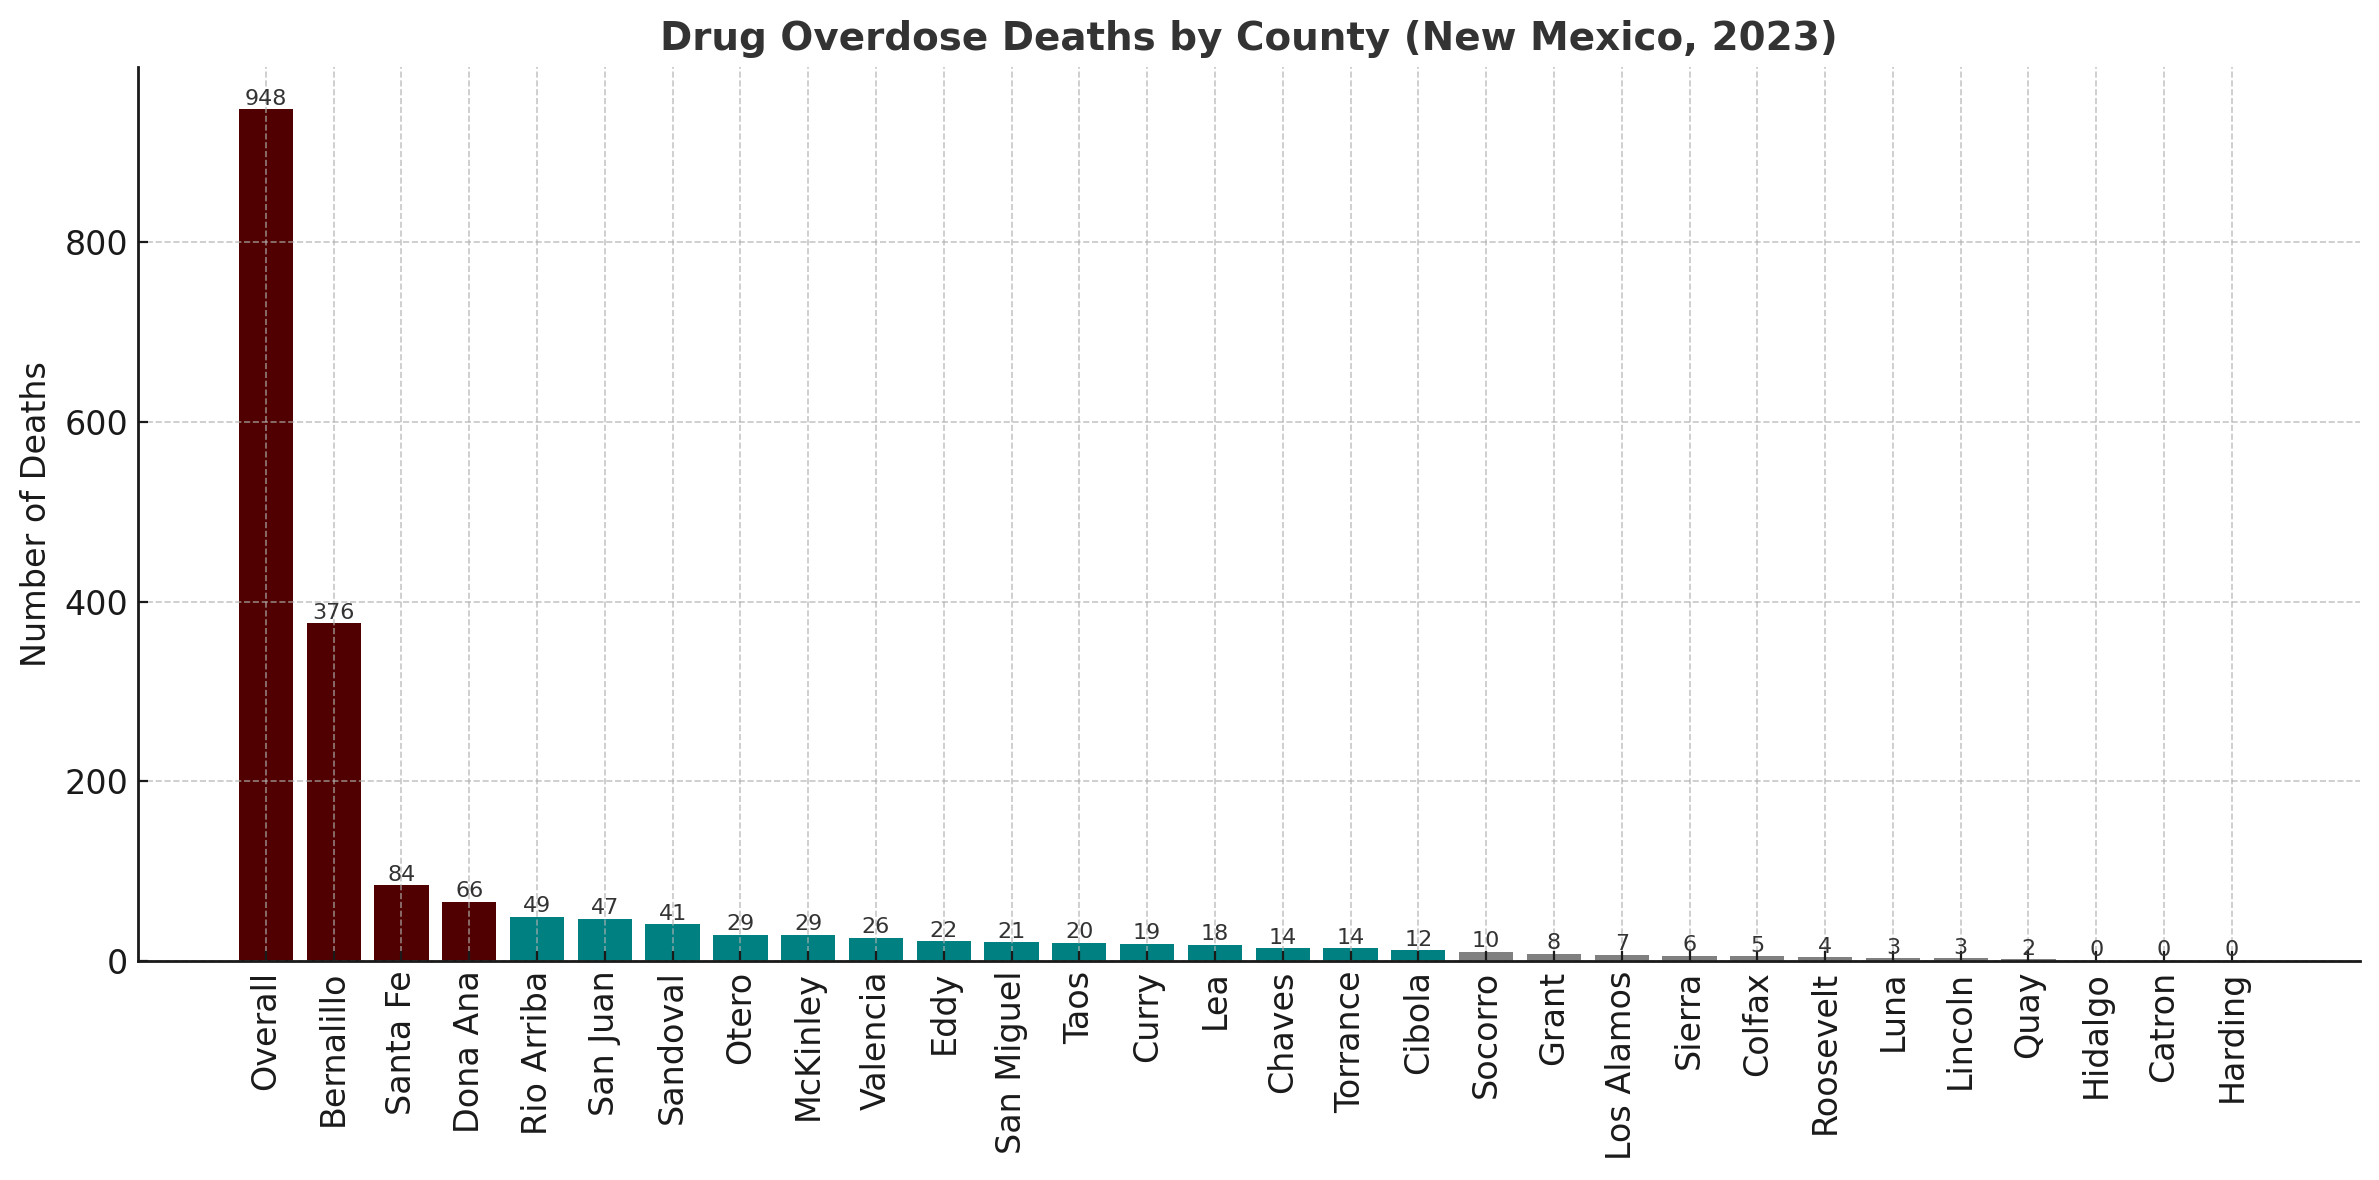 Drug Overdose Deaths by County (New Mexico, 2023)
Number of Deaths
800
600
400
200
0
948
376
84
66
49
47
41
29
29
26
22
21
20
19
18
14
14
12
10
8
7
6
5
4
3
3
2
0
0
0
Overall
Bernalillo
Santa Fe
Dona Ana
Rio Arriba
San Juan
Sandoval
Otero
McKinley
Valencia
Eddy
San Miguel
Taos
Curry
Lea
Chaves
Torrance
Cibola
Socorro
Grant
Los Alamos
Sierra
Colfax
Roosevelt
Luna
Lincoln
Quay
Hidalgo
Catron
Harding